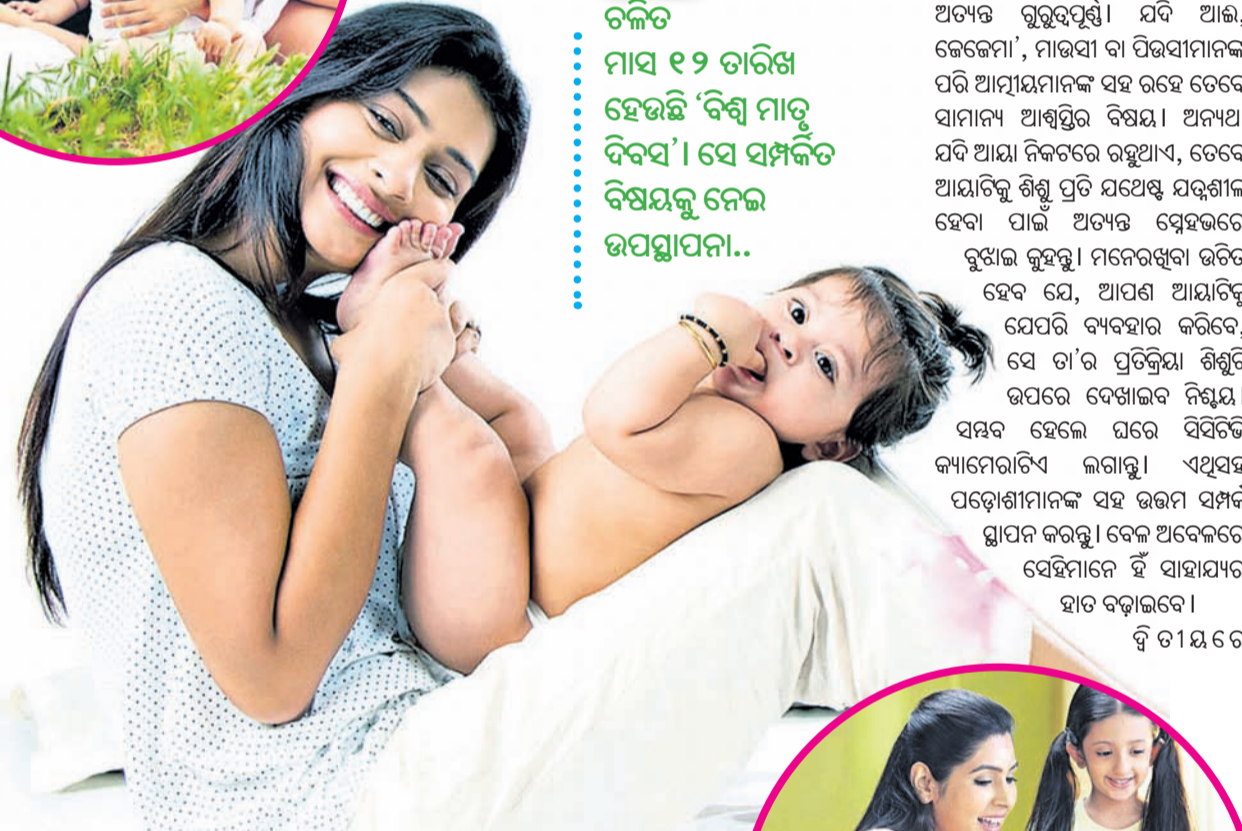 ଚଳିତ
ମାସ ୧୨ ତାରିଖ
ହେଉଛି ‘ବିଶ୍ୱ ମାତୃ
ଦିବସ’। ସେ ସମ୍ପର୍କିତ
ବିଷୟକୁ ନେଇ
ଉପସ୍ଥାପନା..
ଅତ୍ୟନ୍ତ ଗୁରୁତ୍ୱପୂର୍ଣ୍ଣ। ଯଦି ଆଈ,
ଜେଜେମା’, ମାଉସୀ ବା ପିଉସୀମାନଙ୍କ
ପରି ଆତ୍ମୀୟମାନଙ୍କ ସହ ରହେ ତେବେ
ସାମାନ୍ୟ ଆଶ୍ୱସ୍ତିର ବିଷୟ। ଅନ୍ୟଥା
ଯଦି ଆୟା ନିକଟରେ ରହୁଥାଏ, ତେବେ
ଆୟାଟିକୁ ଶିଶୁ ପ୍ରତି ଯଥେଷ୍ଟ ଯତ୍ନଶୀଳ
ହେବା ପାଇଁ ଅତ୍ୟନ୍ତ ସ୍ନେହଭରେ
ବୁଝାଇ କୁହନ୍ତୁ। ମନେରଖିବା ଉଚିତ
ହେବ ଯେ, ଆପଣ ଆୟାଟିକୁ
ଯେପରି ବ୍ୟବହାର କରିବେ,
ସେ ତା’ର ପ୍ରତିକ୍ରିୟା ଶିଶୁଟି
ଉପରେ ଦେଖାଇବ ନିଶ୍ଚୟ।
ସମ୍ଭବ ହେଲେ ଘରେ ସିସିଟିଭି
କ୍ୟାମେରାଟିଏ ଲଗାନ୍ତୁ। ଏଥିସହ
ପଡ଼ୋଶୀମାନଙ୍କ ସହ ଉତ୍ତମ ସମ୍ପର୍କ
ସ୍ଥାପନ କରନ୍ତୁ। ବେଳ ଅବେଳରେ
ସେହିମାନେ ହିଁ ସାହାଯ୍ୟର
ହାତ ବଢ଼ାଇବେ।
ଦ୍ୱିତୀୟରେ